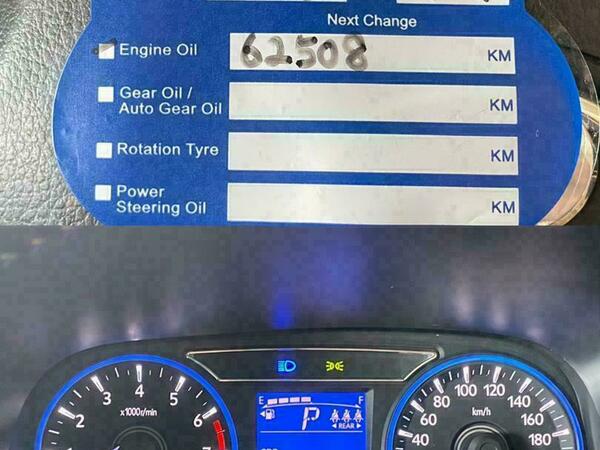 Next Change
Engine Oil 62508 KM
Gear Oil /
Auto Gear Oil KM
Rotation Tyre KM
Power
Steering Oil KM
E F
P
REAR
x1000r/min
2 3 4 5 6 7
km/h
40 60 80 100 120 140 160 180